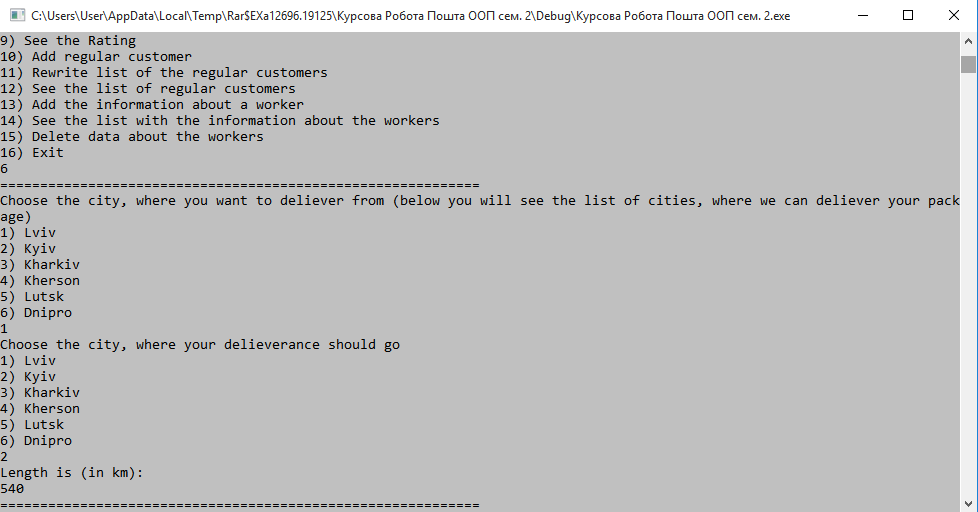 C:\Users\User\AppData\Local\Temp\Rar$EXa12696.19125\Курсова Робота Пошта ООП сем. 2\Debug\Курсова Робота Пошта ООП сем. 2.exe
9) See the Rating
10) Add regular customer
11) Rewrite list of the regular customers
12) See the list of regular customers
13) Add the information about a worker
14) See the list with the information about the workers
15) Delete data about the workers
16) Exit
6
============================================================
Choose the city, where you want to deliever from (below you will see the list of cities, where we can deliever your pack
age)
1) Lviv
2) Kyiv
3) Kharkiv
4) Kherson
5) Lutsk
6) Dnipro
1
Choose the city, where your delieverance should go
1) Lviv
2) Kyiv
3) Kharkiv
4) Kherson
5) Lutsk
6) Dnipro
2
Length is (in km):
540
============================================================